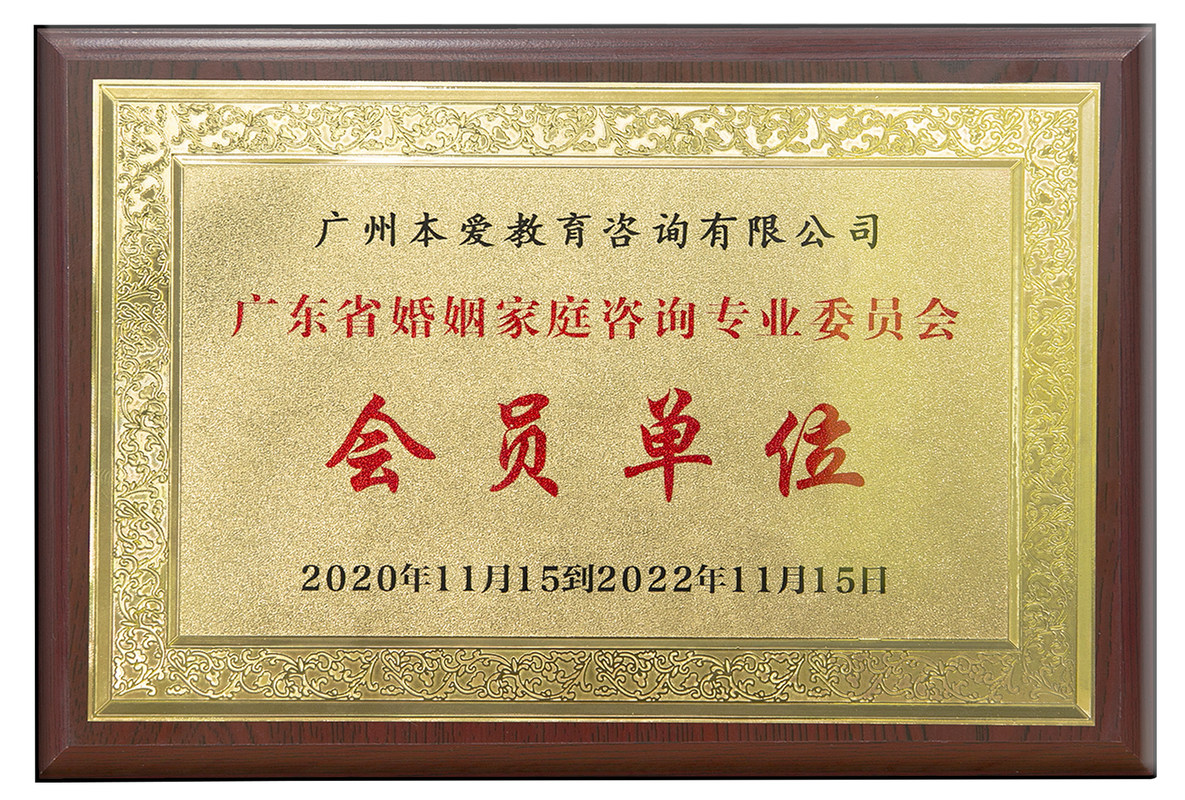 广州本爱教育咨询有限公司
广东省婚姻家庭咨询专业委员会
会员单位
2020年11月15到2022年11月15日